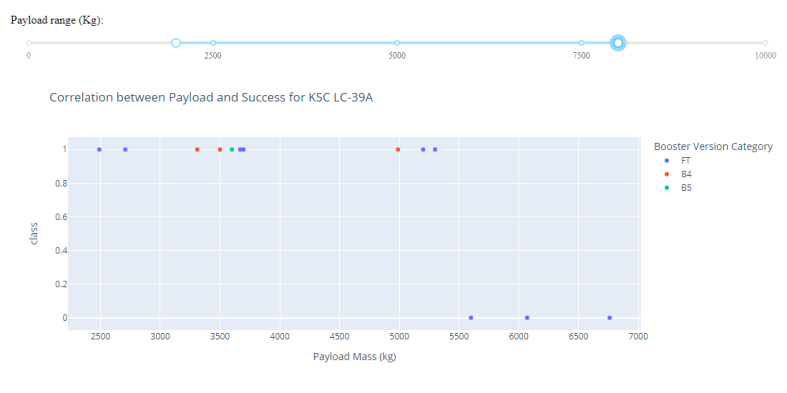 Payload range (Kg):
0 2500 5000 7500 10000
Correlation between Payload and Success for KSC LC-39A
Booster Version Category
FT
B4
B5
class
1
0.8
0.6
0.4
0.2
0
2500 3000 3500 4000 4500 5000 5500 6000 6500 7000
Payload Mass (kg)